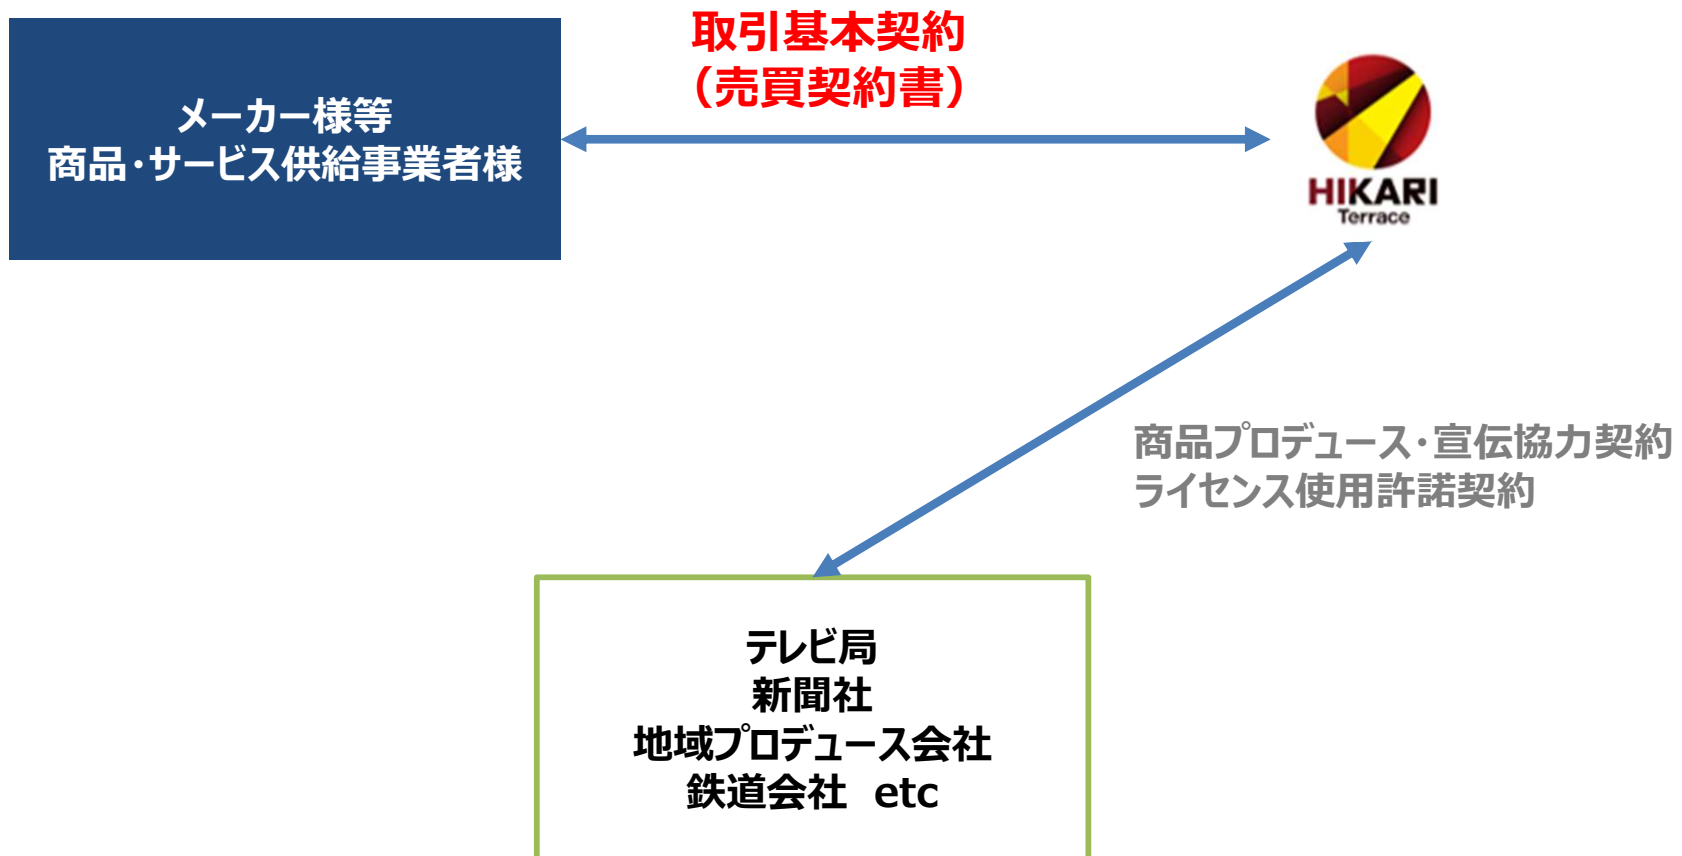 取引基本契約
（売買契約書）
メーカー様等
商品・サービス供給事業者様
HIKARI
Terrace
商品プロデュース・宣伝協力契約
ライセンス使用許諾契約
テレビ局
新聞社
地域プロデュース会社
鉄道会社 etc